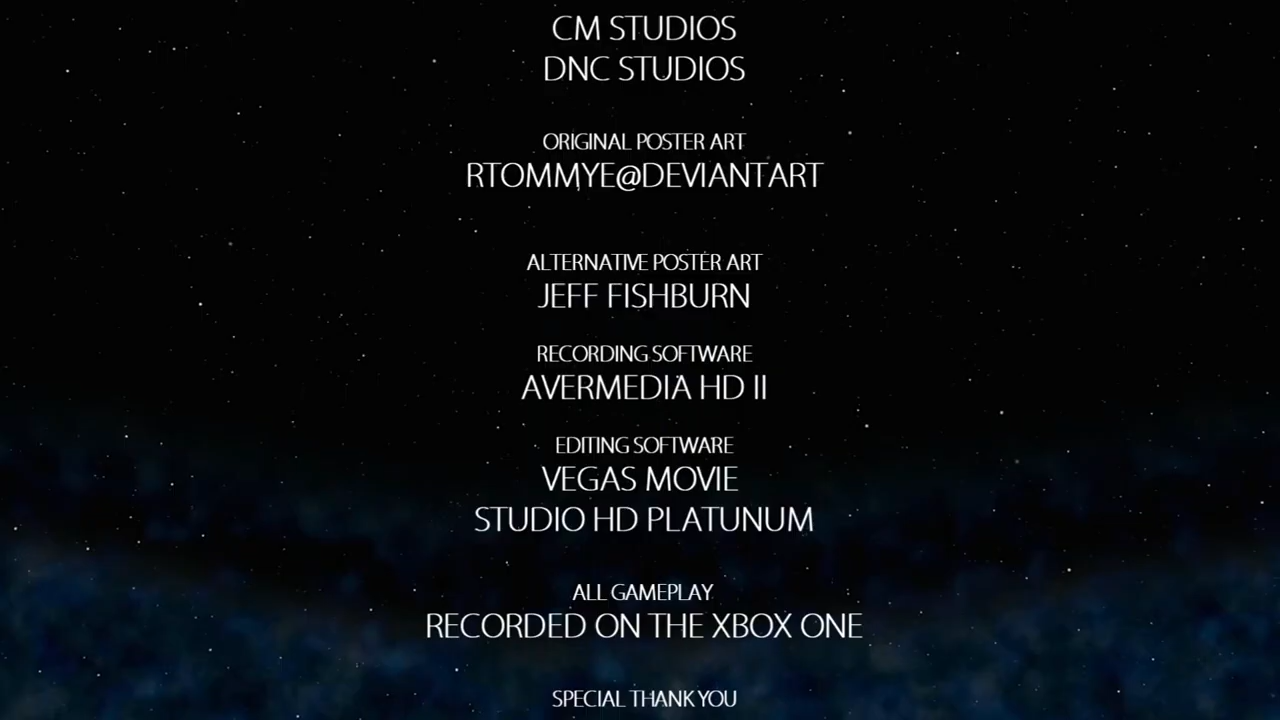 CM STUDIOS
DNC STUDIOS
ORIGINAL POSTER ART
RTOMMYE@DEVIANTART
ALTERNATIVE POSTER ART
JEFF FISHBURN
RECORDING SOFTWARE
AVERMEDIA HD II
EDITING SOFTWARE
VEGAS MOVIE
STUDIO HD PLATUNUM
ALL GAMEPLAY
RECORDED ON THE XBOX ONE
SPECIAL THANK YOU